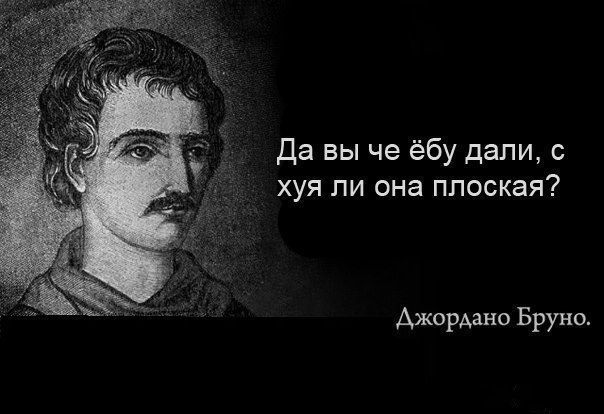 Да вы че ёбу дали, с
хуя ли она плоская?
Джордано Бруно.